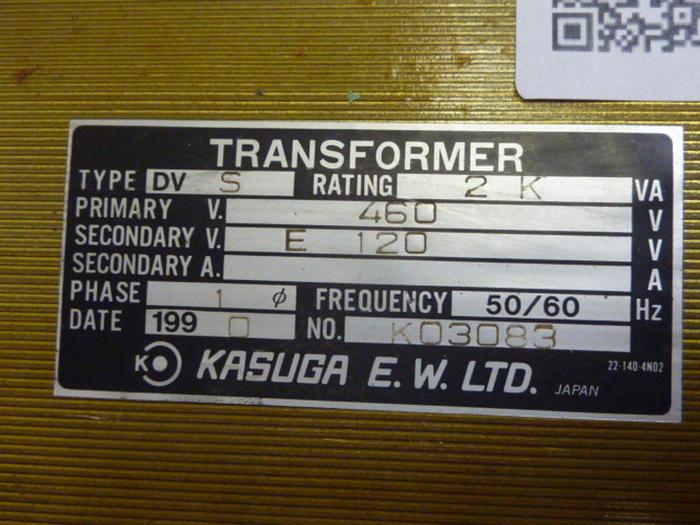 TRANSFORMER
TYPE DV S RATING 2 K VA
PRIMARY V. 460 V
SECONDARY V. E 120 V
SECONDARY A. A
PHASE 1 ø FREQUENCY 50/60 Hz
DATE 199 0 NO. K03083
K KASUGA E. W. LTD. JAPAN 22-140-4N02